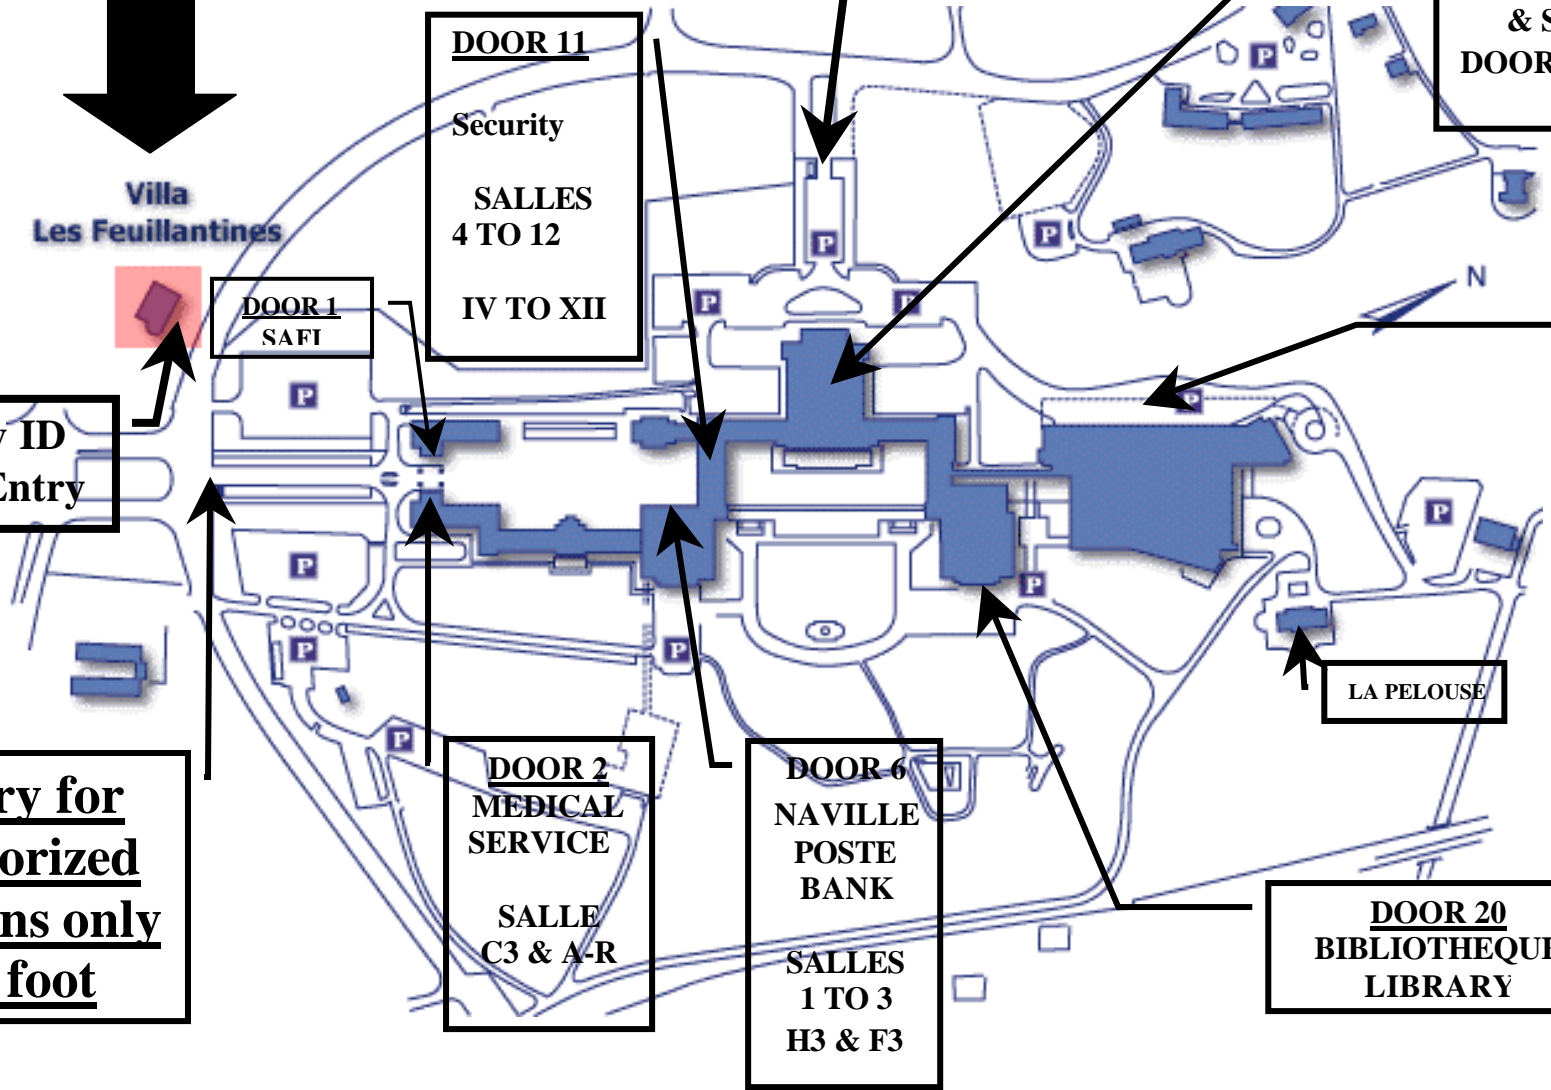 DOOR 11
Security
SALLES
4 TO 12
IV TO XII
& S
DOOR
Villa
Les Feuillantines
DOOR 1
SAFI
N
ID
Entry
P
P
P
P
P
P
P
P
P
P
P
P
P
P
LA PELOUSE
ry for
orized
ns only
foot
DOOR 2
MEDICAL
SERVICE
SALLE
C3 & A-R
DOOR 6
NAVILLE
POSTE
BANK
SALLES
1 TO 3
H3 & F3
DOOR 20
BIBLIOTHEQUE
LIBRARY